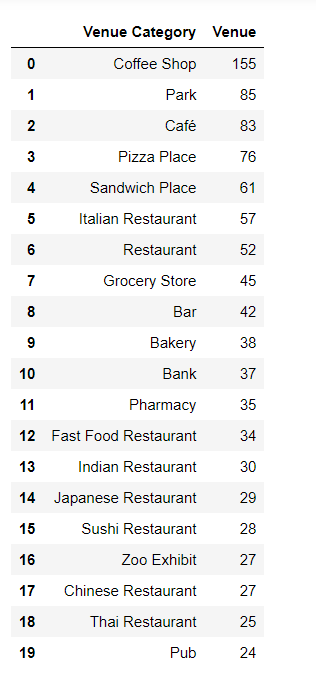 Venue Category Venue
0 Coffee Shop 155
1 Park 85
2 Café 83
3 Pizza Place 76
4 Sandwich Place 61
5 Italian Restaurant 57
6 Restaurant 52
7 Grocery Store 45
8 Bar 42
9 Bakery 38
10 Bank 37
11 Pharmacy 35
12 Fast Food Restaurant 34
13 Indian Restaurant 30
14 Japanese Restaurant 29
15 Sushi Restaurant 28
16 Zoo Exhibit 27
17 Chinese Restaurant 27
18 Thai Restaurant 25
19 Pub 24